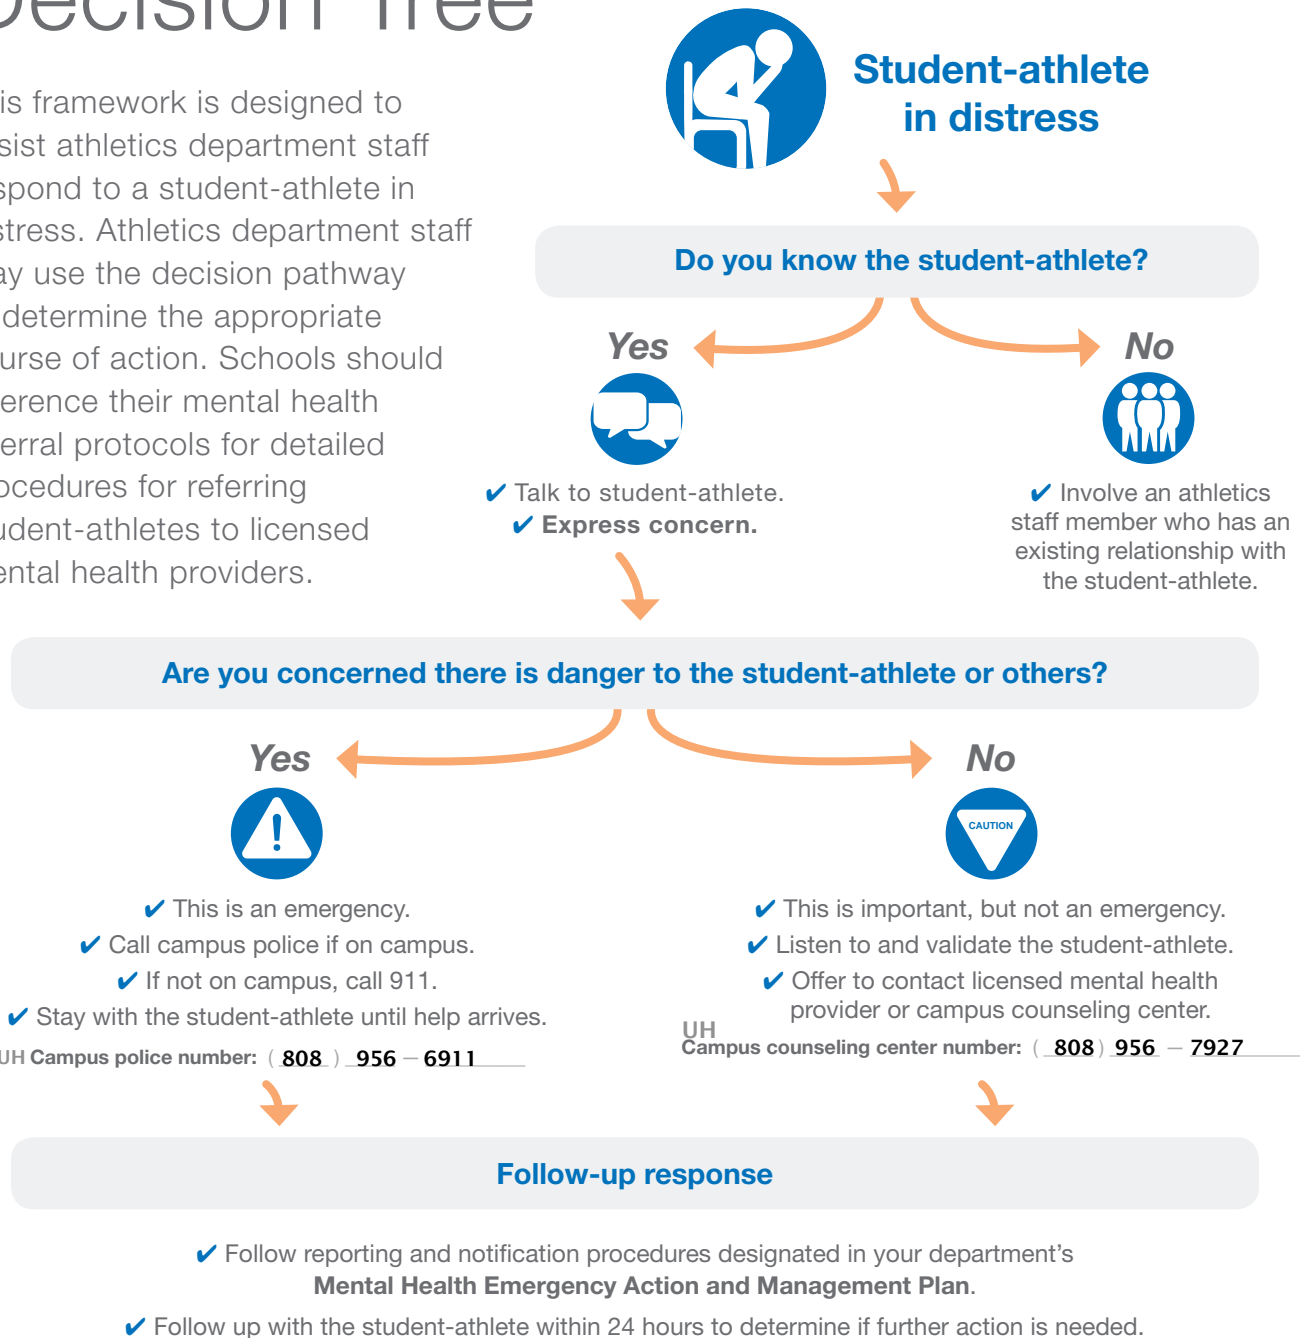 Decision Tree
is framework is designed to
sist athletics department staff
spond to a student-athlete in
stress. Athletics department staff
ay use the decision pathway
determine the appropriate
urse of action. Schools should
erence their mental health
erral protocols for detailed
ocedures for referring
udent-athletes to licensed
ental health providers.
Student-athlete
in distress
Do you know the student-athlete?
Yes
No
✔ Talk to student-athlete.
✔ Express concern.
✔ Involve an athletics
staff member who has an
existing relationship with
the student-athlete.
Are you concerned there is danger to the student-athlete or others?
Yes
No
CAUTION
✔ This is an emergency.
✔ Call campus police if on campus.
✔ If not on campus, call 911.
✔ Stay with the student-athlete until help arrives.
UH Campus police number: ( 808 ) 956 – 6911
✔ This is important, but not an emergency.
✔ Listen to and validate the student-athlete.
✔ Offer to contact licensed mental health
provider or campus counseling center.
UH
Campus counseling center number: ( 808 ) 956 – 7927
Follow-up response
✔ Follow reporting and notification procedures designated in your department’s
Mental Health Emergency Action and Management Plan.
✔ Follow up with the student-athlete within 24 hours to determine if further action is needed.